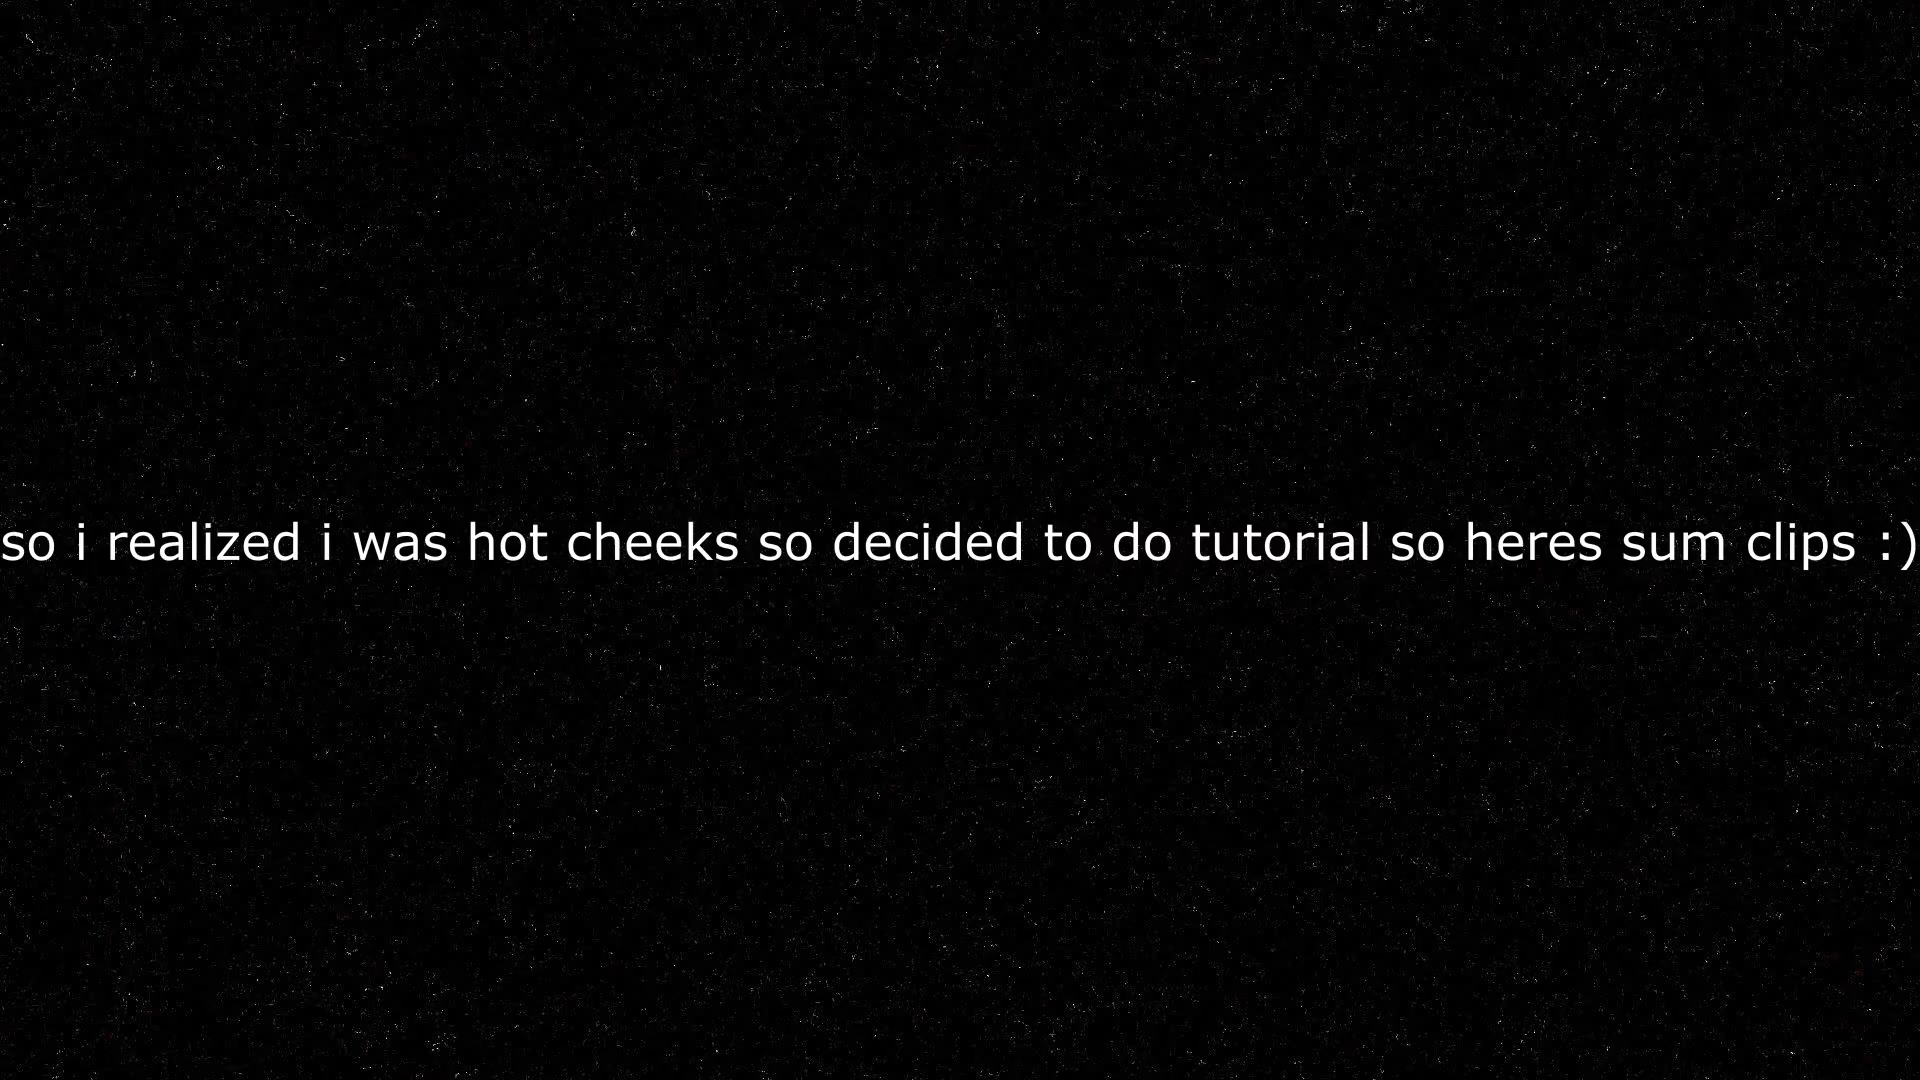 so i realized i was hot cheeks so decided to do tutorial so heres sum clips :)